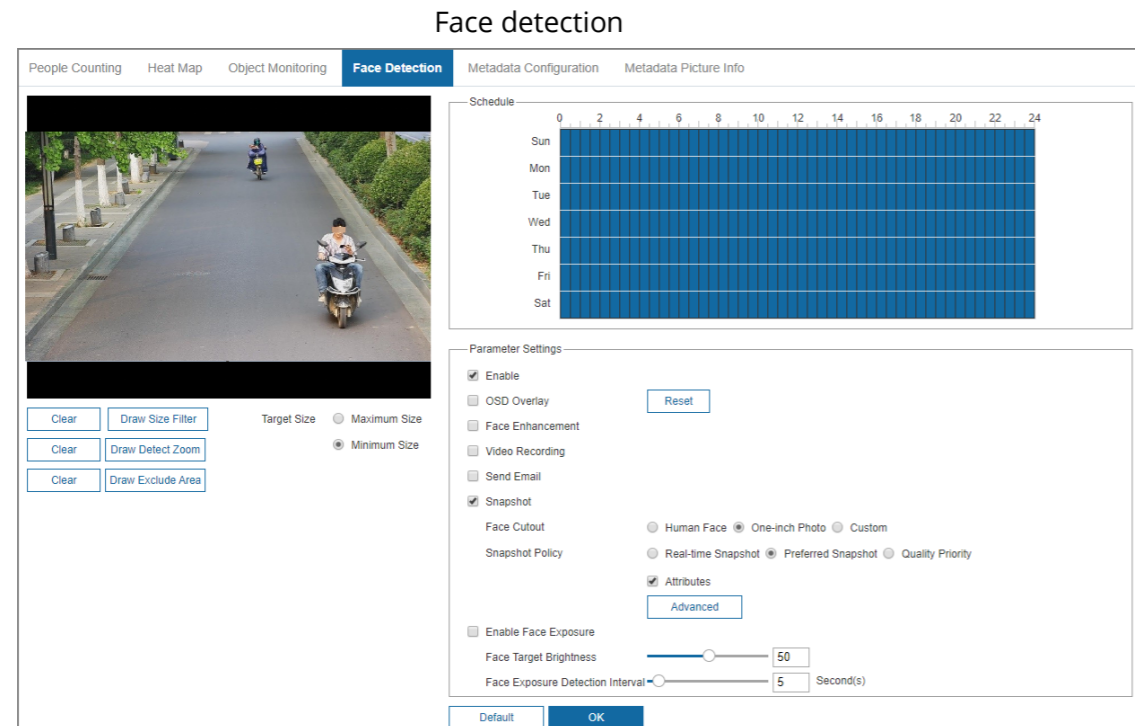 Face detection
People Counting Heat Map Object Monitoring Face Detection Metadata Configuration Metadata Picture Info
Schedule
0 2 4 6 8 10 12 14 16 18 20 22 24
Sun
Mon
Tue
Wed
Thu
Fri
Sat
Clear Draw Size Filter Target Size Maximum Size
Clear Draw Detect Zoom Minimum Size
Clear Draw Exclude Area
Parameter Settings
Enable
OSD Overlay Reset
Face Enhancement
Video Recording
Send Email
Snapshot
Face Cutout Human Face One-inch Photo Custom
Snapshot Policy Real-time Snapshot Preferred Snapshot Quality Priority
Attributes
Advanced
Enable Face Exposure
Face Target Brightness 50
Face Exposure Detection Interval 5 Second(s)
Default OK